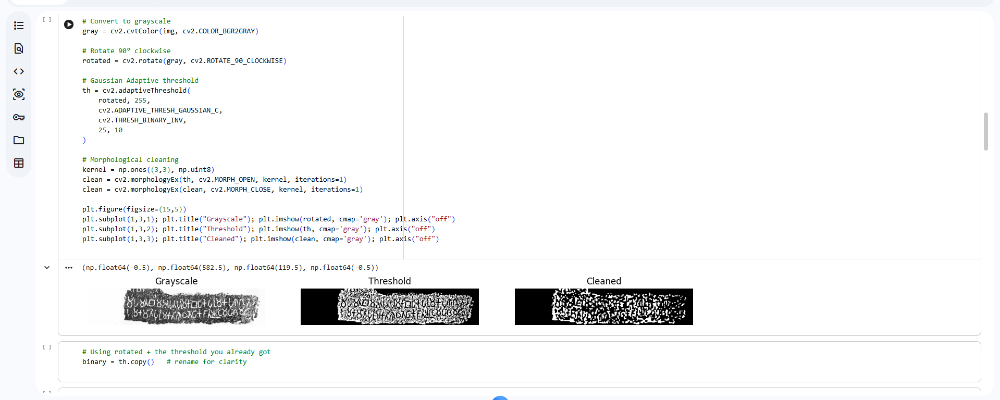 [ ]
# Convert to grayscale
gray = cv2.cvtColor(img, cv2.COLOR_BGR2GRAY)
# Rotate 90° clockwise
rotated = cv2.rotate(gray, cv2.ROTATE_90_CLOCKWISE)
# Gaussian Adaptive threshold
th = cv2.adaptiveThreshold(
rotated, 255,
cv2.ADAPTIVE_THRESH_GAUSSIAN_C,
cv2.THRESH_BINARY_INV,
25, 10
)
# Morphological cleaning
kernel = np.ones((3,3), np.uint8)
clean = cv2.morphologyEx(th, cv2.MORPH_OPEN, kernel, iterations=1)
clean = cv2.morphologyEx(clean, cv2.MORPH_CLOSE, kernel, iterations=1)
plt.figure(figsize=(15,5))
plt.subplot(1,3,1); plt.title("Grayscale"); plt.imshow(rotated, cmap='gray'); plt.axis("off")
plt.subplot(1,3,2); plt.title("Threshold"); plt.imshow(th, cmap='gray'); plt.axis("off")
plt.subplot(1,3,3); plt.title("Cleaned"); plt.imshow(clean, cmap='gray'); plt.axis("off")
(np.float64(-0.5), np.float64(582.5), np.float64(119.5), np.float64(-0.5))
Grayscale Threshold Cleaned
[ ]
# Using rotated + the threshold you already got
binary = th.copy()   # rename for clarity